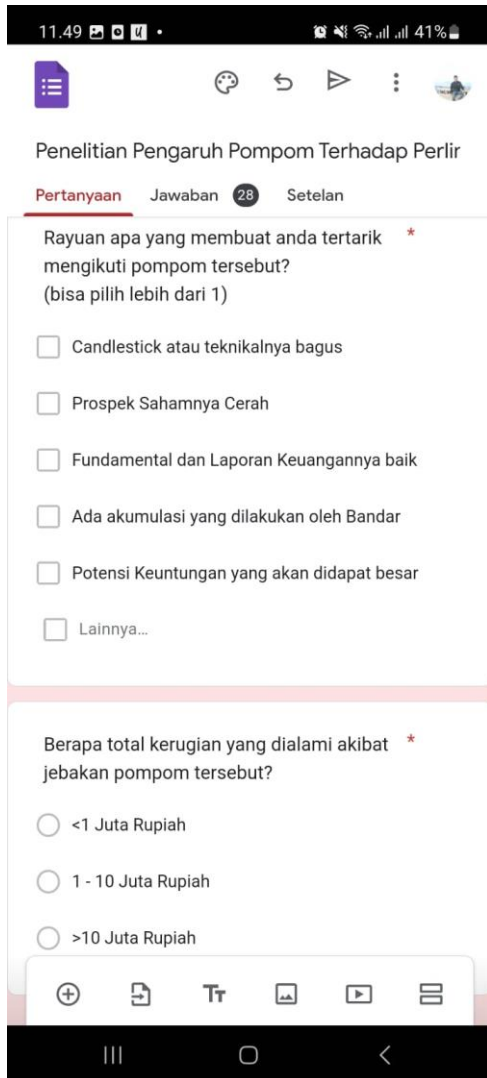 11.49
41%
Penelitian Pengaruh Pompom Terhadap Perlir
Pertanyaan Jawaban 28 Setelan
Rayuan apa yang membuat anda tertarik *
mengikuti pompom tersebut?
(bisa pilih lebih dari 1)
Candlestick atau teknikalnya bagus
Prospek Sahamnya Cerah
Fundamental dan Laporan Keuangannya baik
Ada akumulasi yang dilakukan oleh Bandar
Potensi Keuntungan yang akan didapat besar
Lainnya...
Berapa total kerugian yang dialami akibat *
jebakan pompom tersebut?
<1 Juta Rupiah
1 - 10 Juta Rupiah
>10 Juta Rupiah
Tт